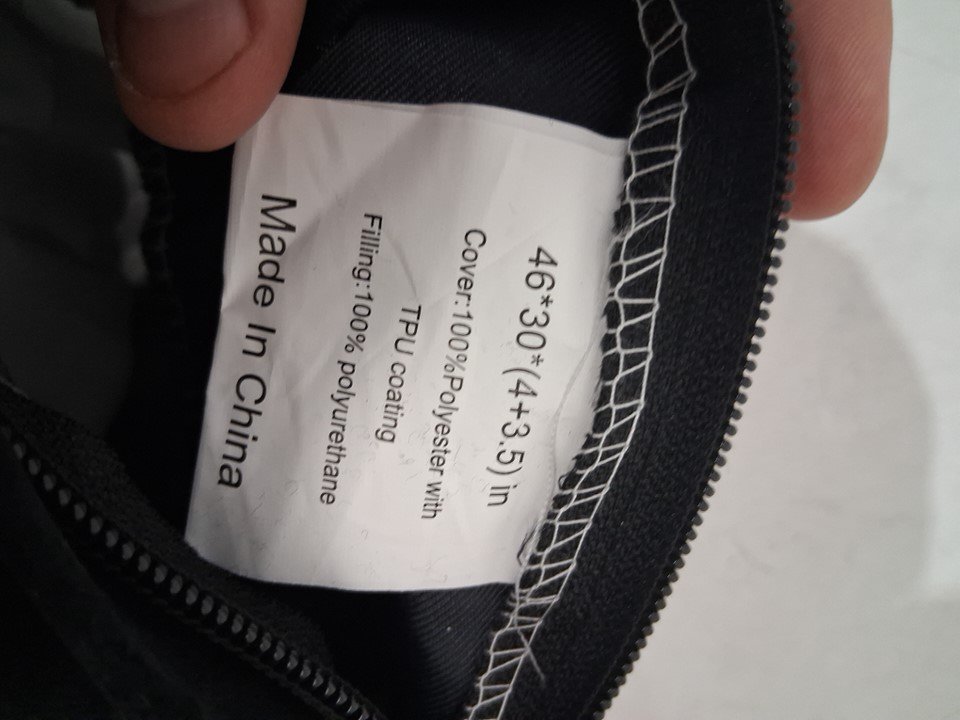 46*30*(4+3.5) in
Cover:100%Polyester with
TPU coating
Filling:100% polyurethane
Made In China